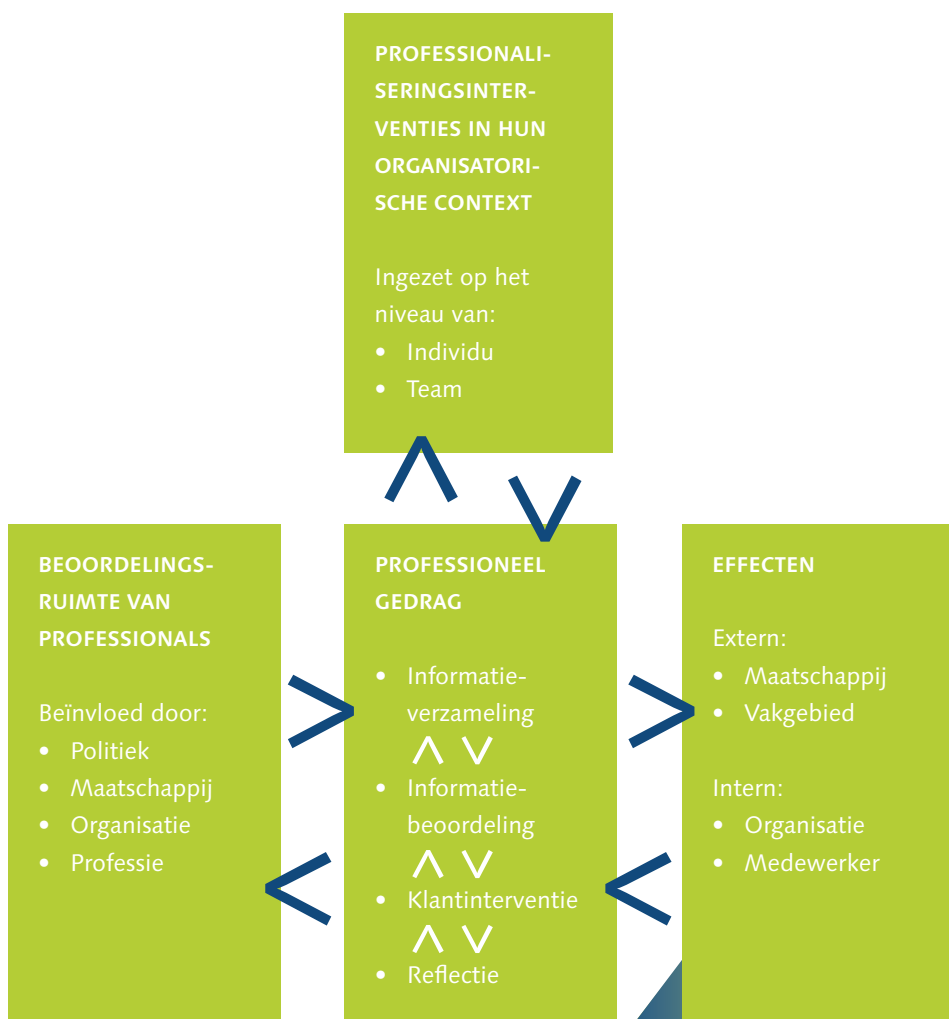 PROFESSIONALI-
SERINGSINTER-
VENTIES IN HUN
ORGANISATORI-
SCHE CONTEXT
Ingezet op het
niveau van:
• Individu
• Team
BEOORDELINGS-
RUIMTE VAN
PROFESSIONALS
Beïnvloed door:
• Politiek
• Maatschappij
• Organisatie
• Professie
PROFESSIONEEL
GEDRAG
• Informatie-
verzameling
• Informatie-
beoordeling
• Klantinterventie
• Reflectie
EFFECTEN
Extern:
• Maatschappij
• Vakgebied
Intern:
• Organisatie
• Medewerker